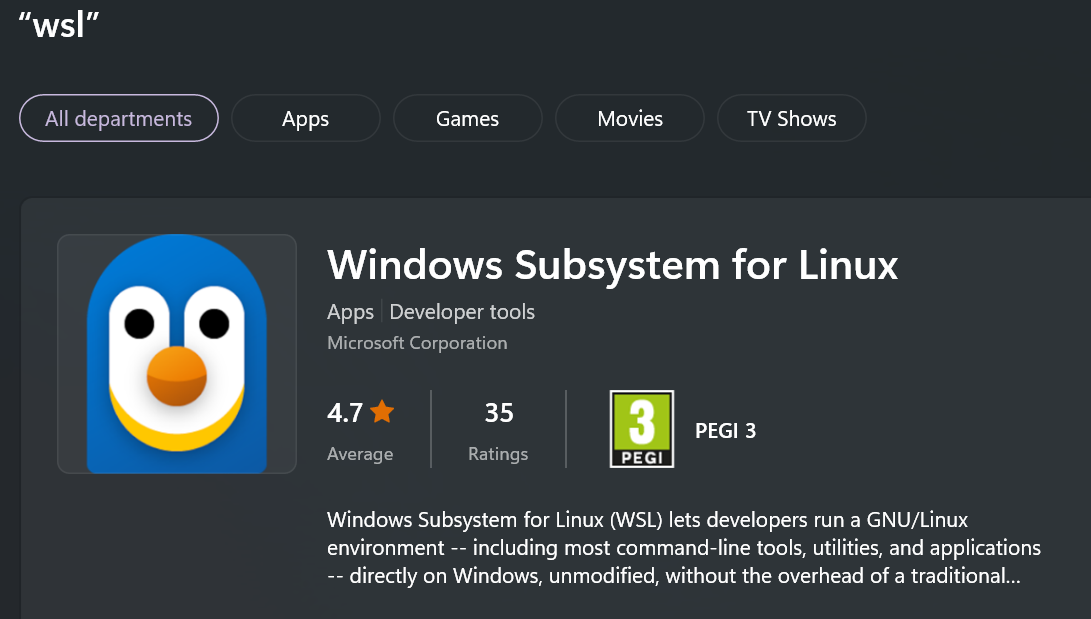 “wsl”
All departments
Apps
Games
Movies
TV Shows
Windows Subsystem for Linux
Apps
Developer tools
Microsoft Corporation
4.7
Average
35
Ratings
3
PEGI
PEGI 3
Windows Subsystem for Linux (WSL) lets developers run a GNU/Linux
environment -- including most command-line tools, utilities, and applications
-- directly on Windows, unmodified, without the overhead of a traditional...